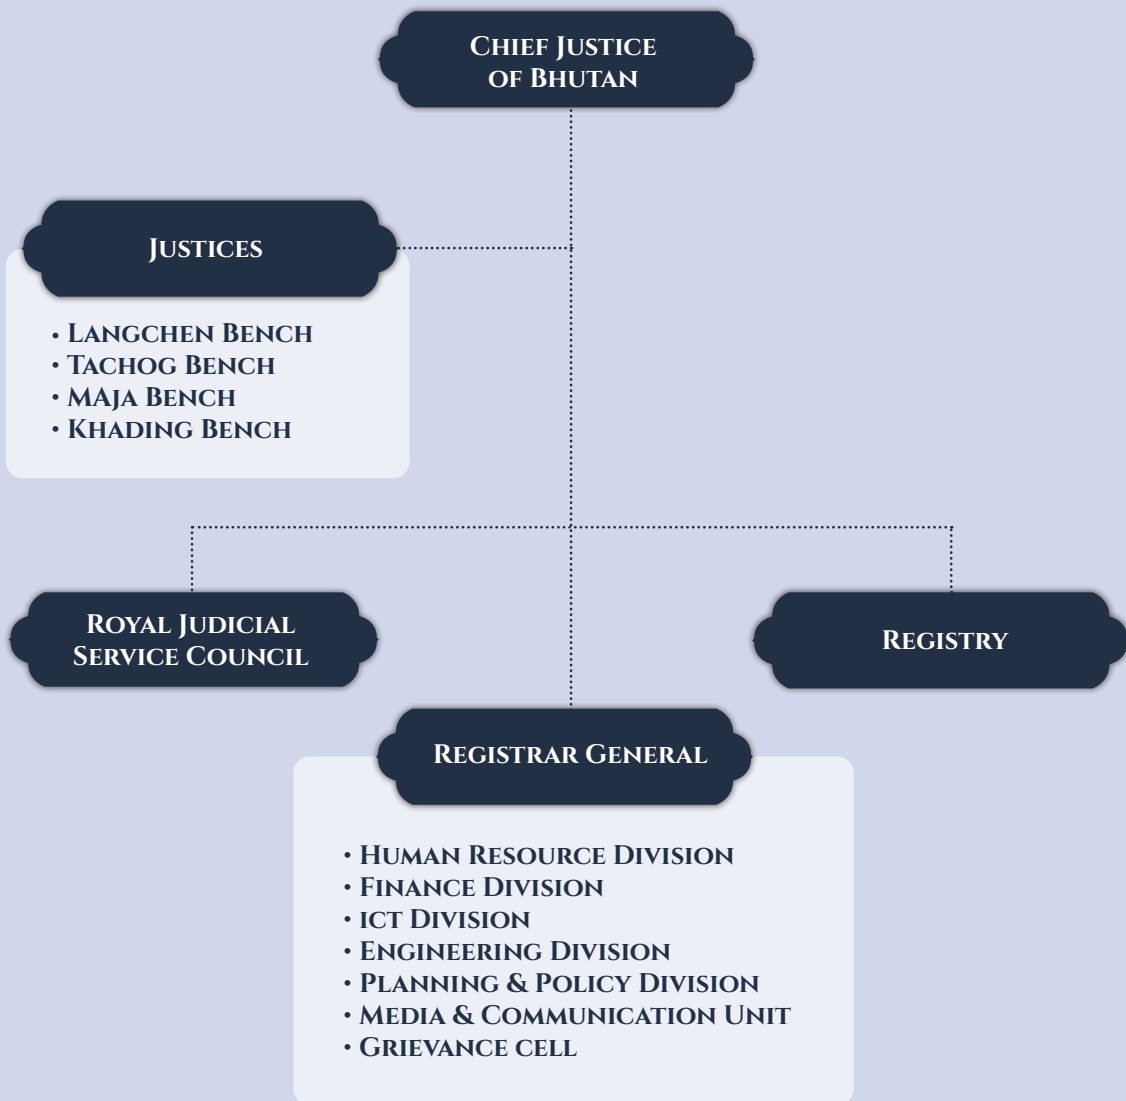 Chief Justice
of Bhutan
Justices
• Langchen Bench
• Tachog Bench
• MAja Bench
• Khading Bench
Royal Judicial
Service Council
Registry
Registrar General
• Human Resource Division
• Finance Division
• ict Division
• Engineering Division
• Planning & Policy Division
• Media & Communication Unit
• Grievance cell